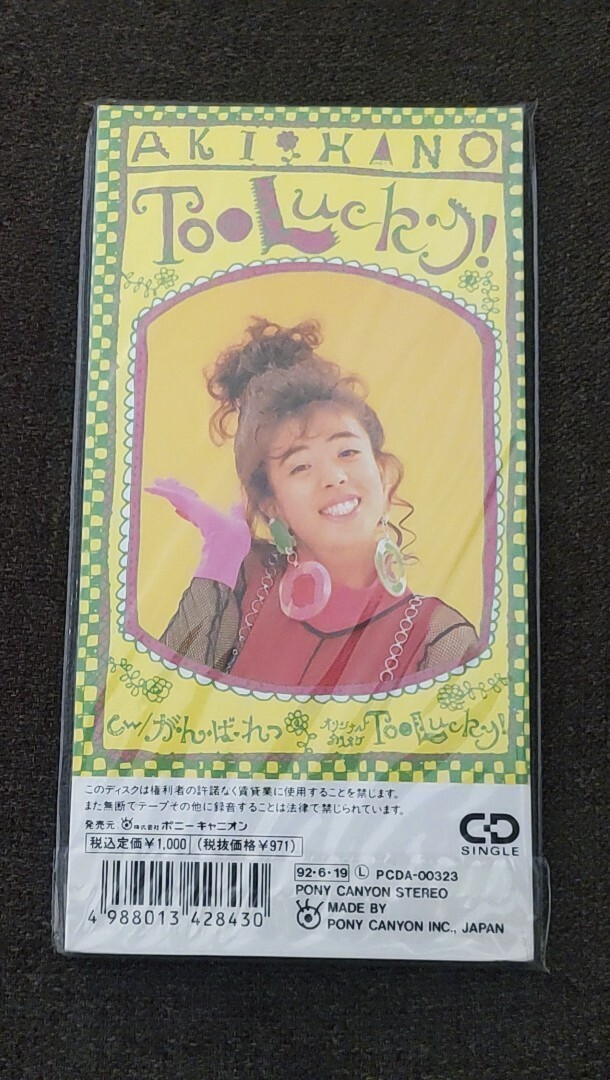 AKI HANO
Too Lucky!
c/w がんばれっ オリジナルカラオケ Too Lucky!
このディスクは権利者の許諾なく賃貸業に使用することを禁じます。
また無断でテープその他に録音することは法律で禁じられています。
発売元 株式会社 ポニーキャニオン
税込定価¥1,000 (税抜価格¥971)
CD
SINGLE
4 988013 428430
92・6・19 Ⓛ PCDA-00323
PONY CANYON STEREO
MADE BY
PONY CANYON INC., JAPAN